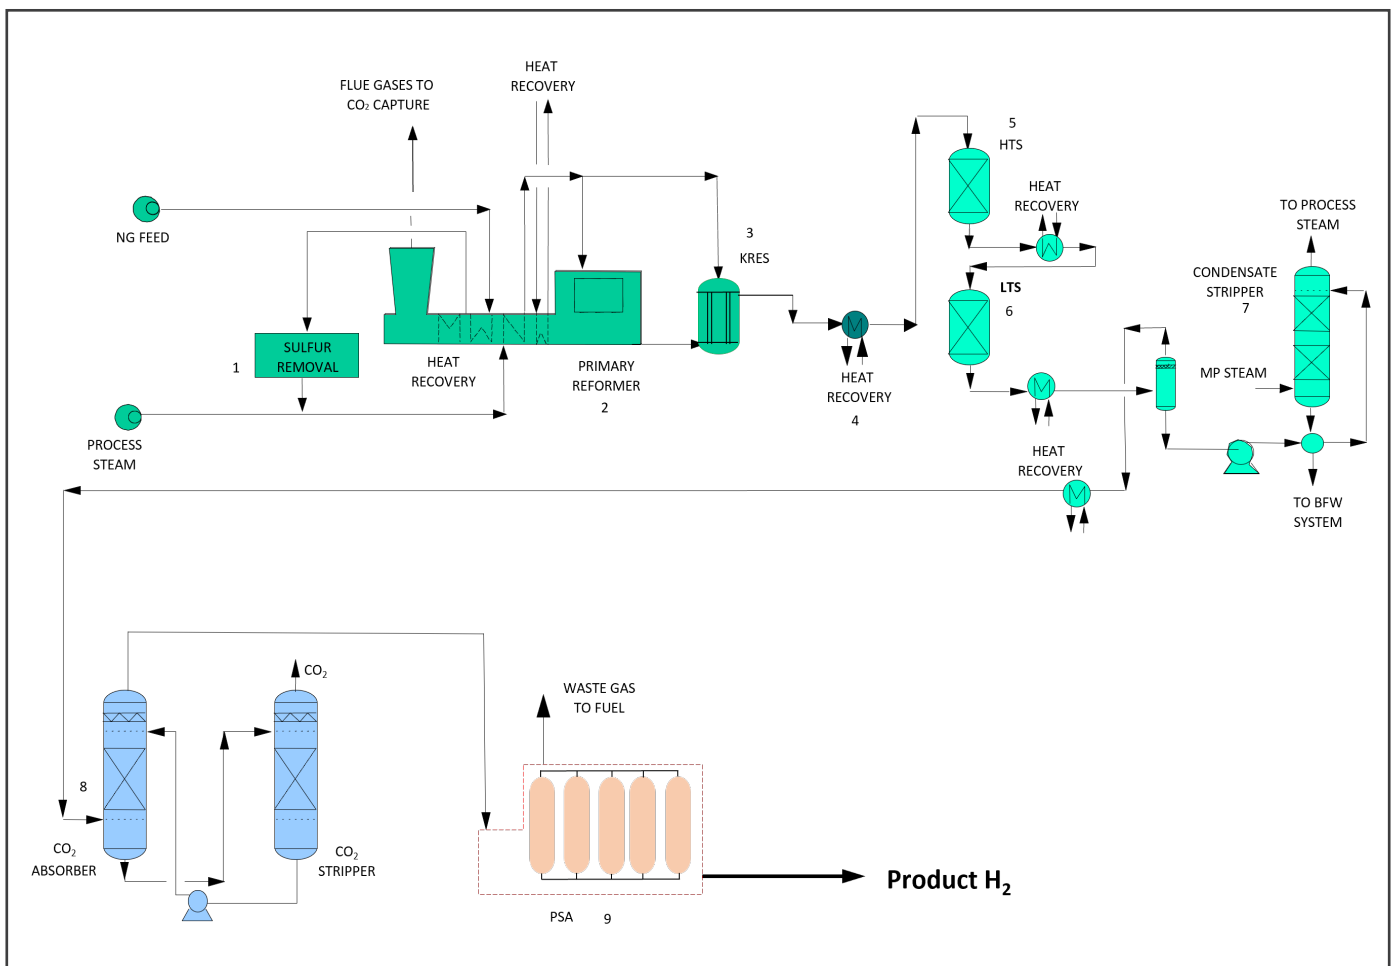 FLUE GASES TO
CO₂ CAPTURE
HEAT
RECOVERY
NG FEED
1
SULFUR
REMOVAL
PROCESS
STEAM
HEAT
RECOVERY
PRIMARY
REFORMER
2
3
KRES
HEAT
RECOVERY
4
5
HTS
HEAT
RECOVERY
LTS
6
HEAT
RECOVERY
TO PROCESS
STEAM
CONDENSATE
STRIPPER
7
MP STEAM
TO BFW
SYSTEM
8
CO₂
ABSORBER
CO₂
CO₂
STRIPPER
WASTE GAS
TO FUEL
PSA 9
Product H₂